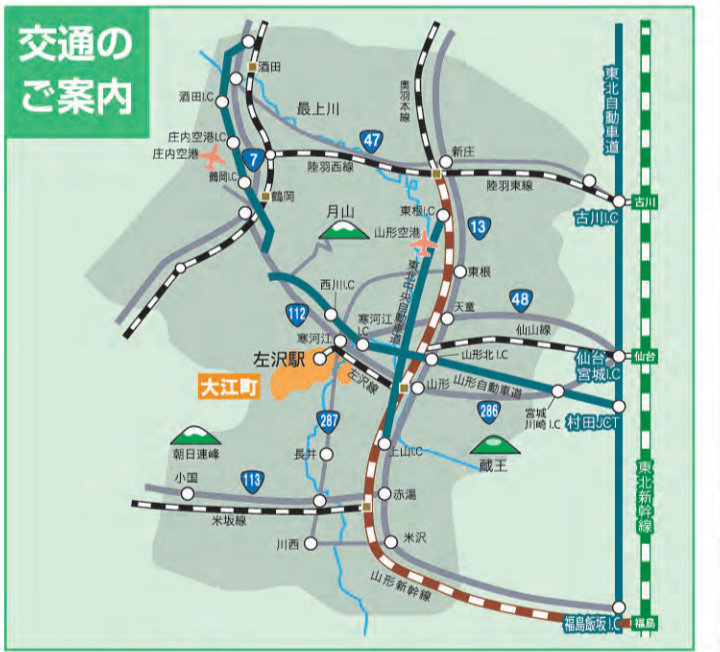 交通の
ご案内
酒田
酒田I.C
最上川
奥羽本線
東北自動車道
庄内空港I.C
庄内空港
7
47
新庄
鶴岡I.C
陸羽西線
陸羽東線
鶴岡
古川
月山
東根I.C
古川I.C
山形空港
13
東北中央自動車道
東根
西川I.C
48
天童
112
寒河江
I.C
仙山線
寒河江
左沢駅
山形北I.C
仙台
宮城I.C
仙台
大江町
左沢線
山形
山形自動車道
287
286
宮城
川崎I.C
村田JCT
朝日連峰
長井
上山I.C
蔵王
小国
113
赤湯
東北新幹線
米坂線
川西
米沢
山形新幹線
福島飯坂I.C
福島